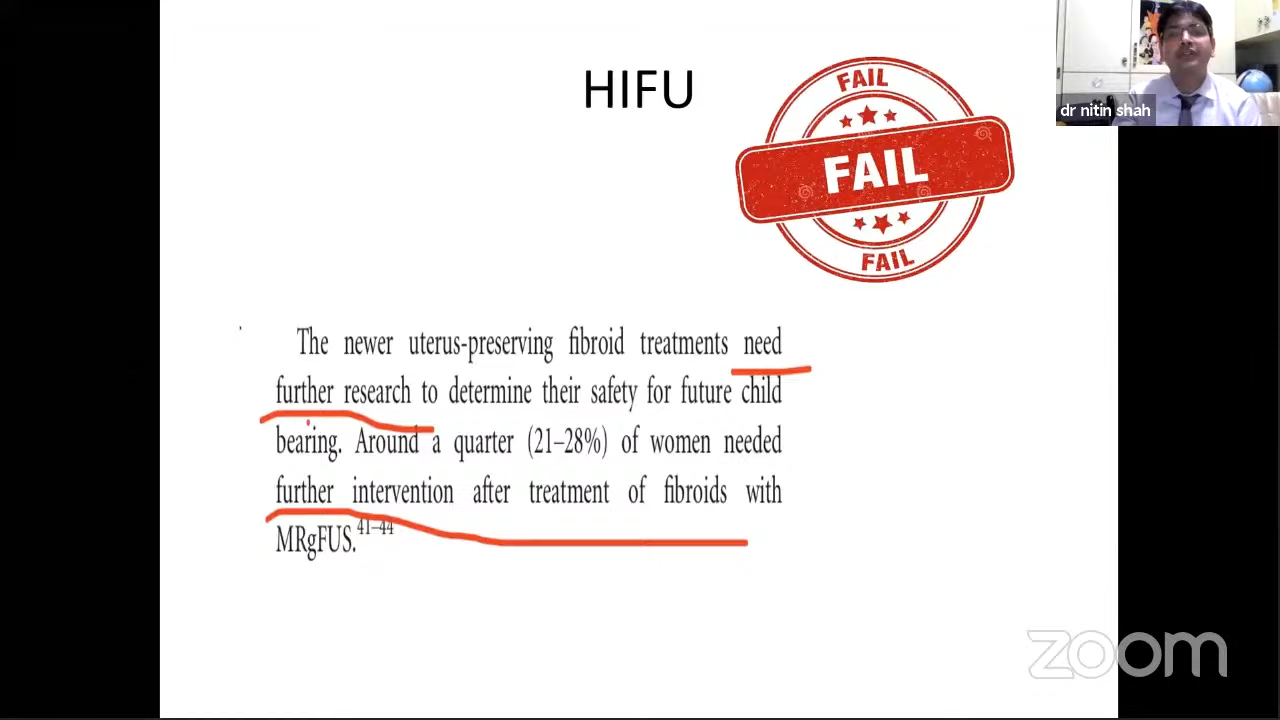 HIFU
FAIL
FAIL
FAIL
dr nitin shah
The newer uterus-preserving fibroid treatments need
further research to determine their safety for future child
bearing. Around a quarter (21–28%) of women needed
further intervention after treatment of fibroids with
MRgFUS.41–44
zoom